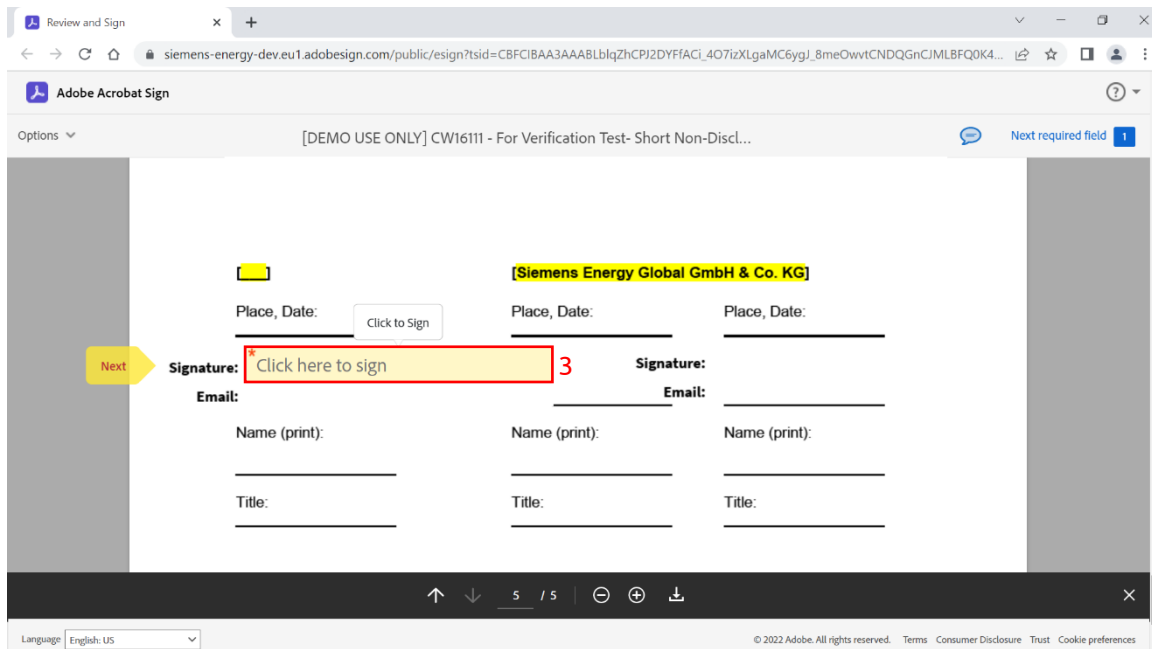 Review and Sign
siemens-energy-dev.eu1.adobesign.com/public/esign?tsid=CBFCIBAA3AAABLblqZhCPJ2DYFfACi_4O7izXLgaMC6ygJ_8meOwvtCNDQGnCJMLBFQ0K4...
Adobe Acrobat Sign
Options
[DEMO USE ONLY] CW16111 - For Verification Test- Short Non-Discl...
Next required field 1
[___] [Siemens Energy Global GmbH & Co. KG]
Place, Date: Place, Date: Place, Date:
Click to Sign
Next Signature: *Click here to sign 3 Signature:
Email: Email:
Name (print): Name (print): Name (print):
Title: Title: Title:
5 / 5
Language English: US © 2022 Adobe. All rights reserved. Terms Consumer Disclosure Trust Cookie preferences